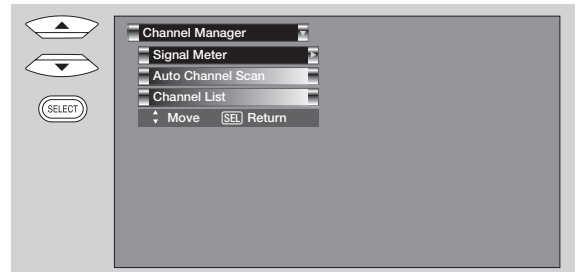 SELECT
Channel Manager
Signal Meter
Auto Channel Scan
Channel List
Move SEL Return